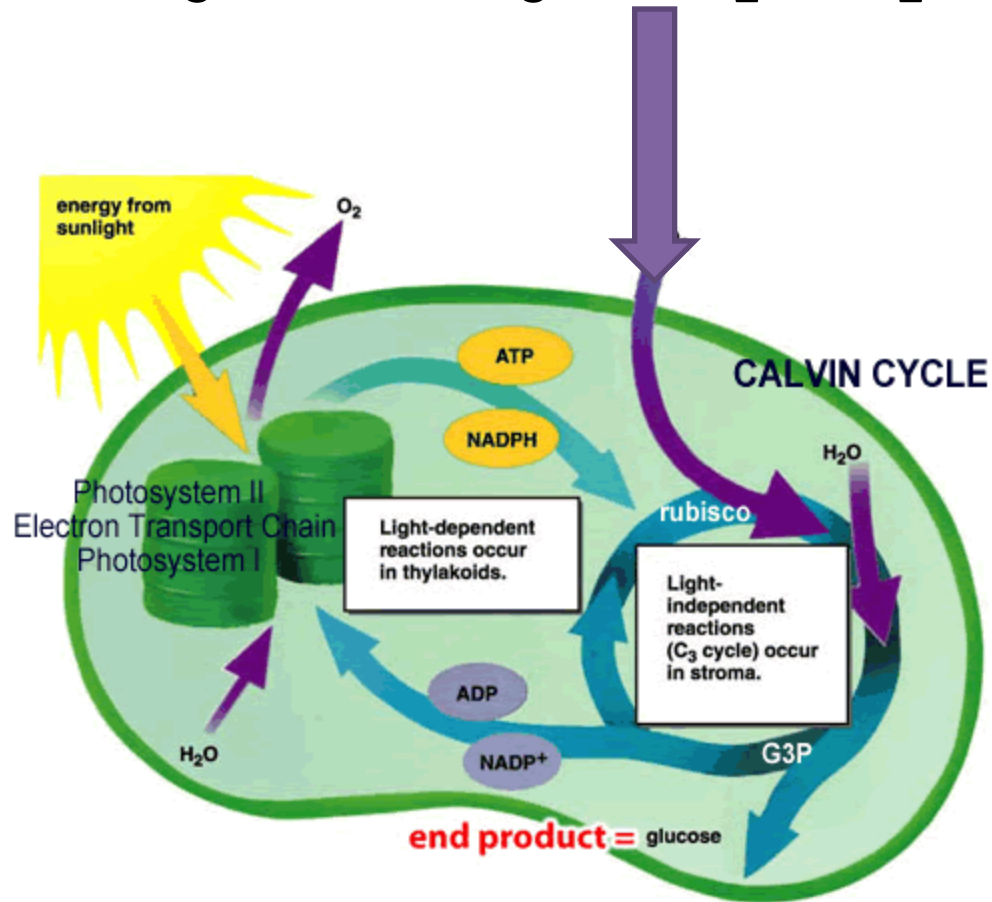 energy from
sunlight
O₂
ATP
NADPH
CALVIN CYCLE
H₂O
Photosystem II
Electron Transport Chain
Photosystem I
Light-dependent
reactions occur
in thylakoids.
rubisco
Light-
independent
reactions
(C₃ cycle) occur
in stroma.
ADP
NADP⁺
H₂O
G3P
end product = glucose